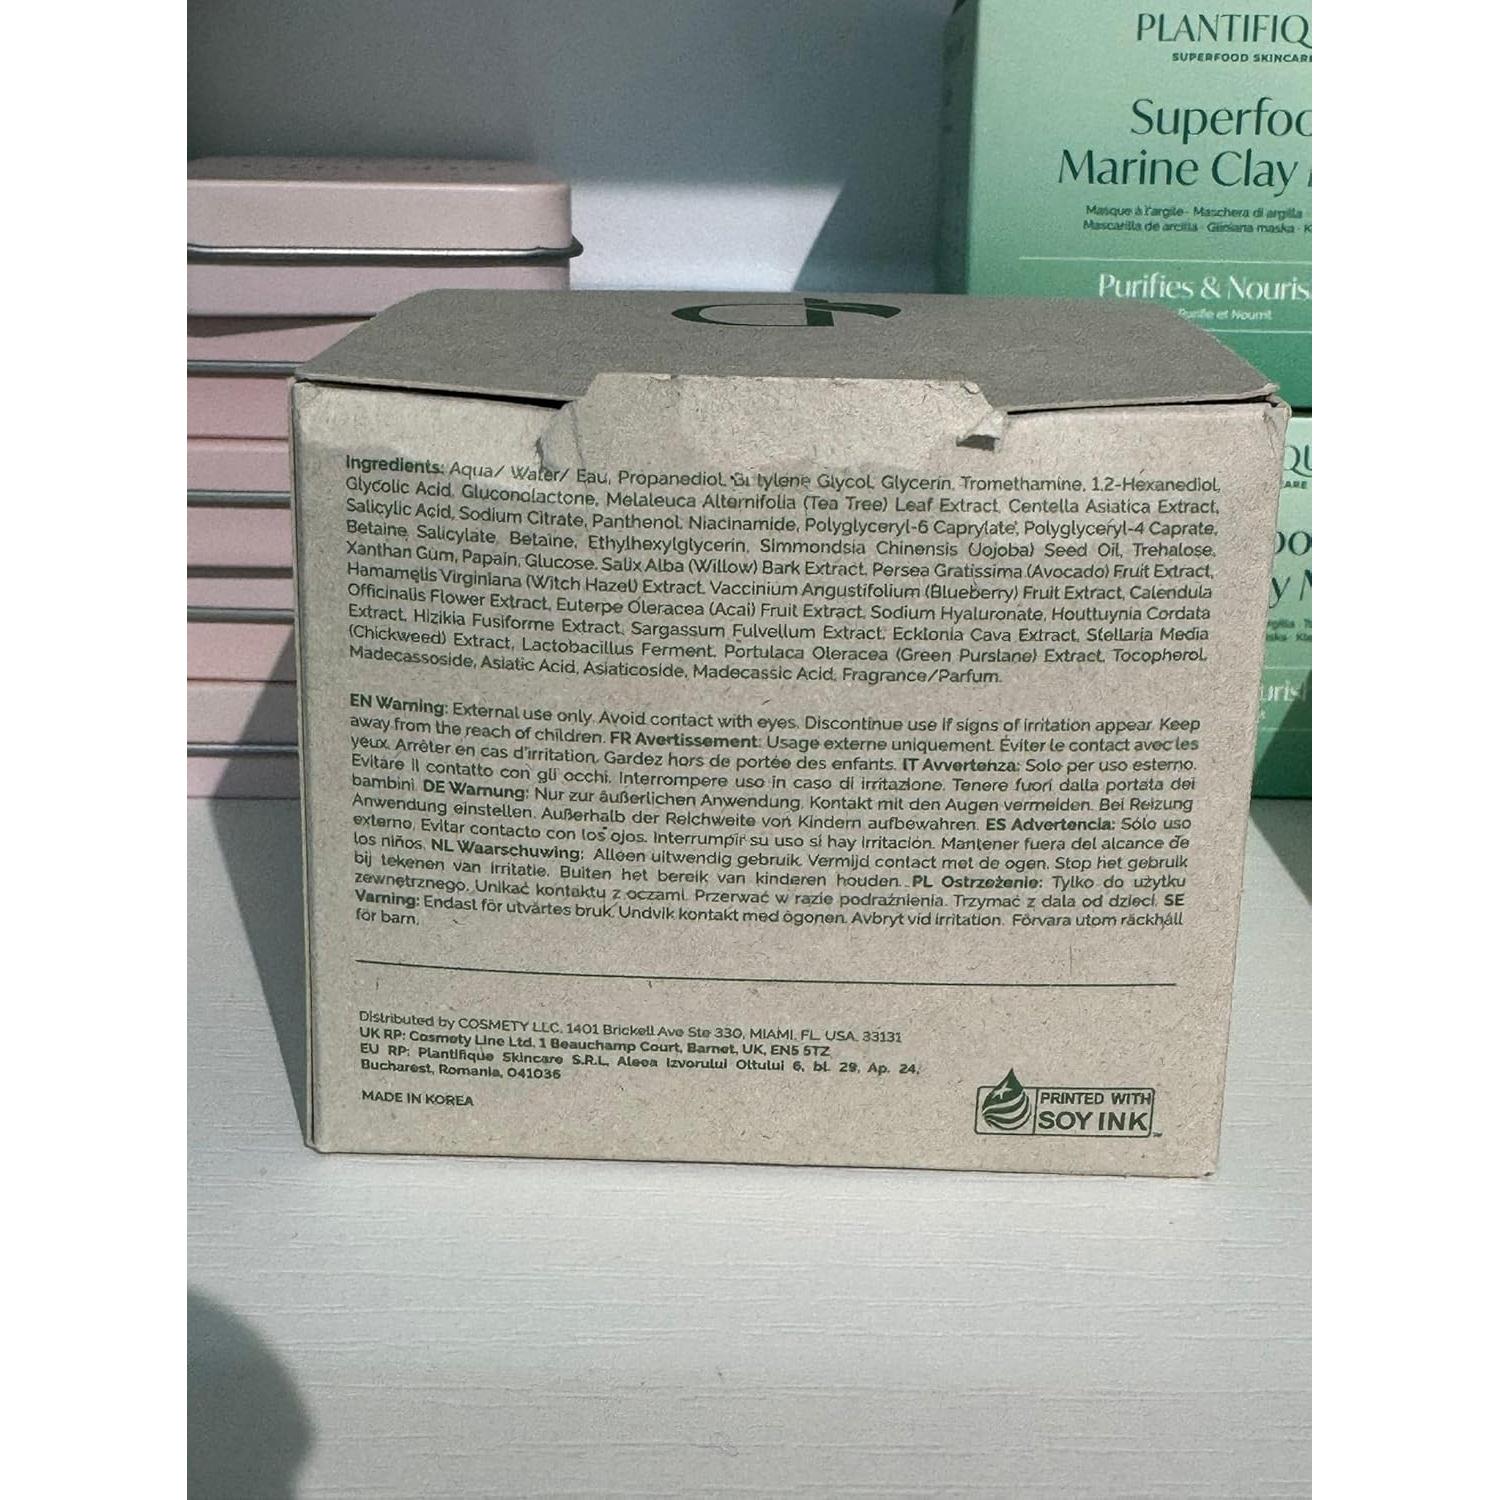 PLANTIFIQ
SUPERFOOD SKINCAR
Superfoo
Marine Clay
Masque à l'argile · Maschera di argilla ·
Mascarilla de arcilla · Gliniana maska · K
Purifies & Nouris
Purifie et Nourrit
Ingredients: Aqua/ Water/ Eau, Propanediol, Butylene Glycol, Glycerin, Tromethamine, 1,2-Hexanediol,
Glycolic Acid, Gluconolactone, Melaleuca Alternifolia (Tea Tree) Leaf Extract, Centella Asiatica Extract,
Salicylic Acid, Sodium Citrate, Panthenol, Niacinamide, Polyglyceryl-6 Caprylate, Polyglyceryl-4 Caprate,
Betaine Salicylate, Betaine, Ethylhexylglycerin, Simmondsia Chinensis (Jojoba) Seed Oil, Trehalose,
Xanthan Gum, Papain, Glucose, Salix Alba (Willow) Bark Extract, Persea Gratissima (Avocado) Fruit Extract,
Hamamelis Virginiana (Witch Hazel) Extract, Vaccinium Angustifolium (Blueberry) Fruit Extract, Calendula
Officinalis Flower Extract, Euterpe Oleracea (Acai) Fruit Extract, Sodium Hyaluronate, Houttuynia Cordata
Extract, Hizikia Fusiforme Extract, Sargassum Fulvellum Extract, Ecklonia Cava Extract, Stellaria Media
(Chickweed) Extract, Lactobacillus Ferment, Portulaca Oleracea (Green Purslane) Extract, Tocopherol,
Madecassoside, Asiatic Acid, Asiaticoside, Madecassic Acid, Fragrance/Parfum.
EN Warning: External use only. Avoid contact with eyes. Discontinue use if signs of irritation appear. Keep
away from the reach of children. FR Avertissement: Usage externe uniquement. Éviter le contact avec les
yeux. Arrêter en cas d'irritation. Gardez hors de portée des enfants. IT Avvertenza: Solo per uso esterno.
Evitare il contatto con gli occhi. Interrompere uso in caso di irritazione. Tenere fuori dalla portata dei
bambini. DE Warnung: Nur zur äußerlichen Anwendung. Kontakt mit den Augen vermeiden. Bei Reizung
Anwendung einstellen. Außerhalb der Reichweite von Kindern aufbewahren. ES Advertencia: Sólo uso
externo. Evitar contacto con los ojos. Interrumpir su uso si hay irritación. Mantener fuera del alcance de
los niños. NL Waarschuwing: Alleen uitwendig gebruik. Vermijd contact met de ogen. Stop het gebruik
bij tekenen van irritatie. Buiten het bereik van kinderen houden. PL Ostrzeżenie: Tylko do użytku
zewnętrznego. Unikać kontaktu z oczami. Przerwać w razie podrażnienia. Trzymać z dala od dzieci. SE
Varning: Endast för utvärtes bruk. Undvik kontakt med ögonen. Avbryt vid irritation. Förvara utom räckhåll
för barn.
Distributed by COSMETY LLC, 1401 Brickell Ave Ste 330, MIAMI, FL, USA, 33131
UK RP: Cosmety Line Ltd, 1 Beauchamp Court, Barnet, UK, EN5 5TZ
EU RP: Plantifique Skincare S.R.L, Aleea Izvorului Oltului 6, bl. 29, Ap. 24,
Bucharest, Romania, 041036
MADE IN KOREA
PRINTED WITH
SOY INK